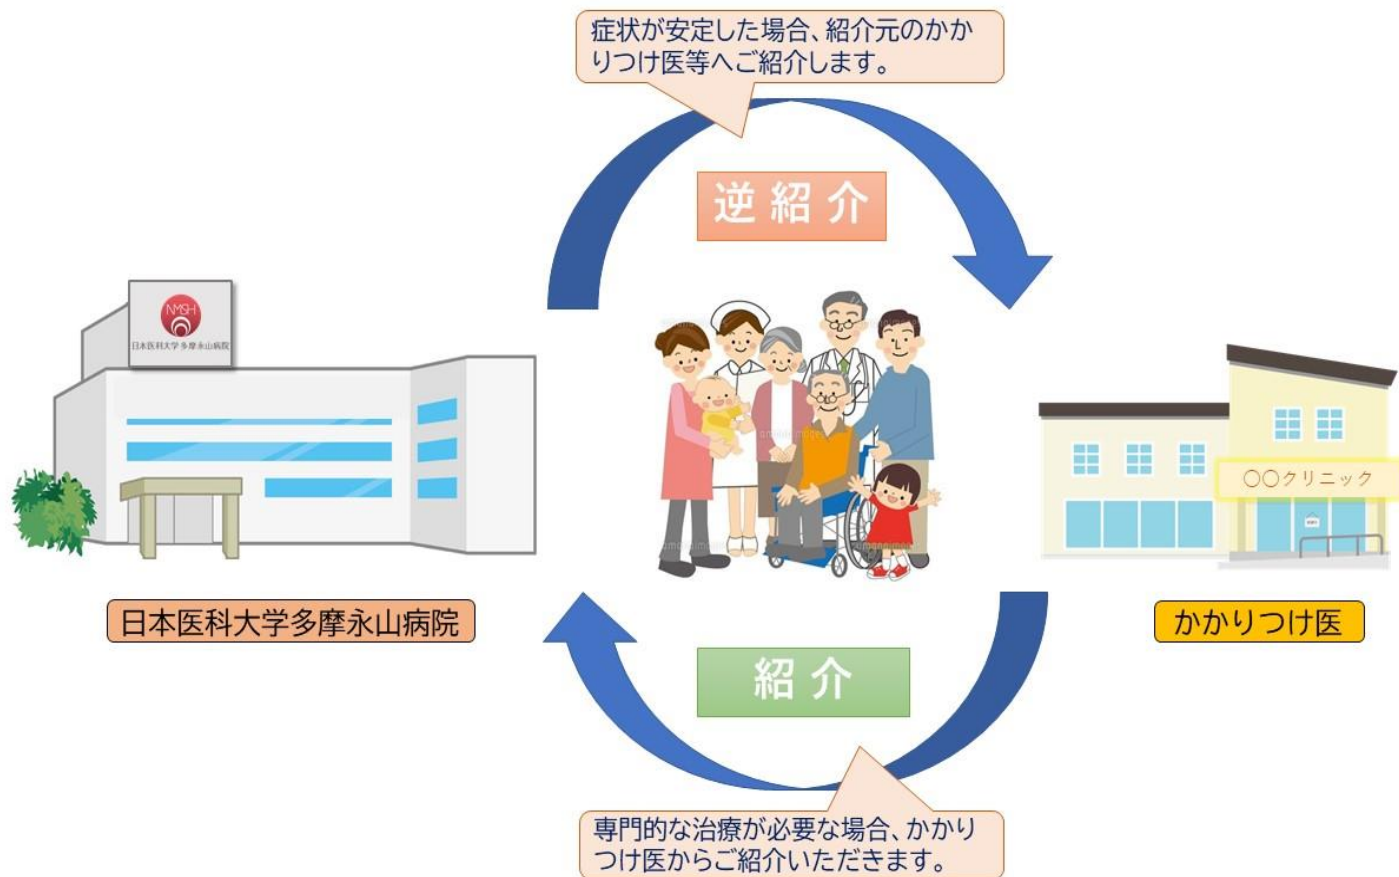 症状が安定した場合、紹介元のかか
りつけ医等へご紹介します。
逆紹介
NMSH
日本医科大学多摩永山病院
〇〇クリニック
日本医科大学多摩永山病院
かかりつけ医
紹介
専門的な治療が必要な場合、かかり
つけ医からご紹介いただきます。